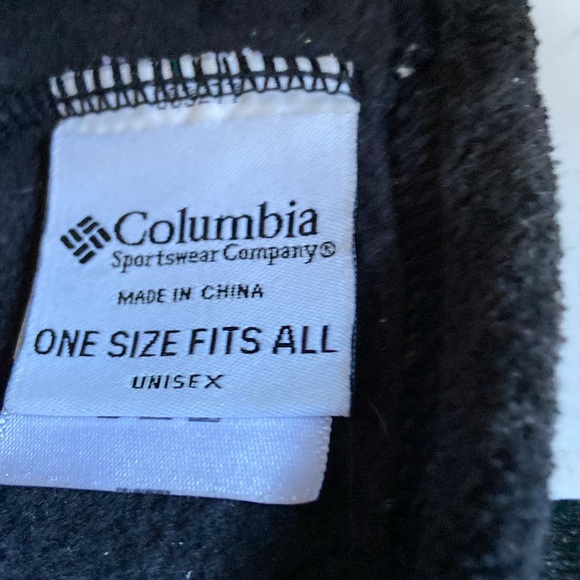 Columbia
Sportswear Company®
MADE IN CHINA
ONE SIZE FITS ALL
UNISEX